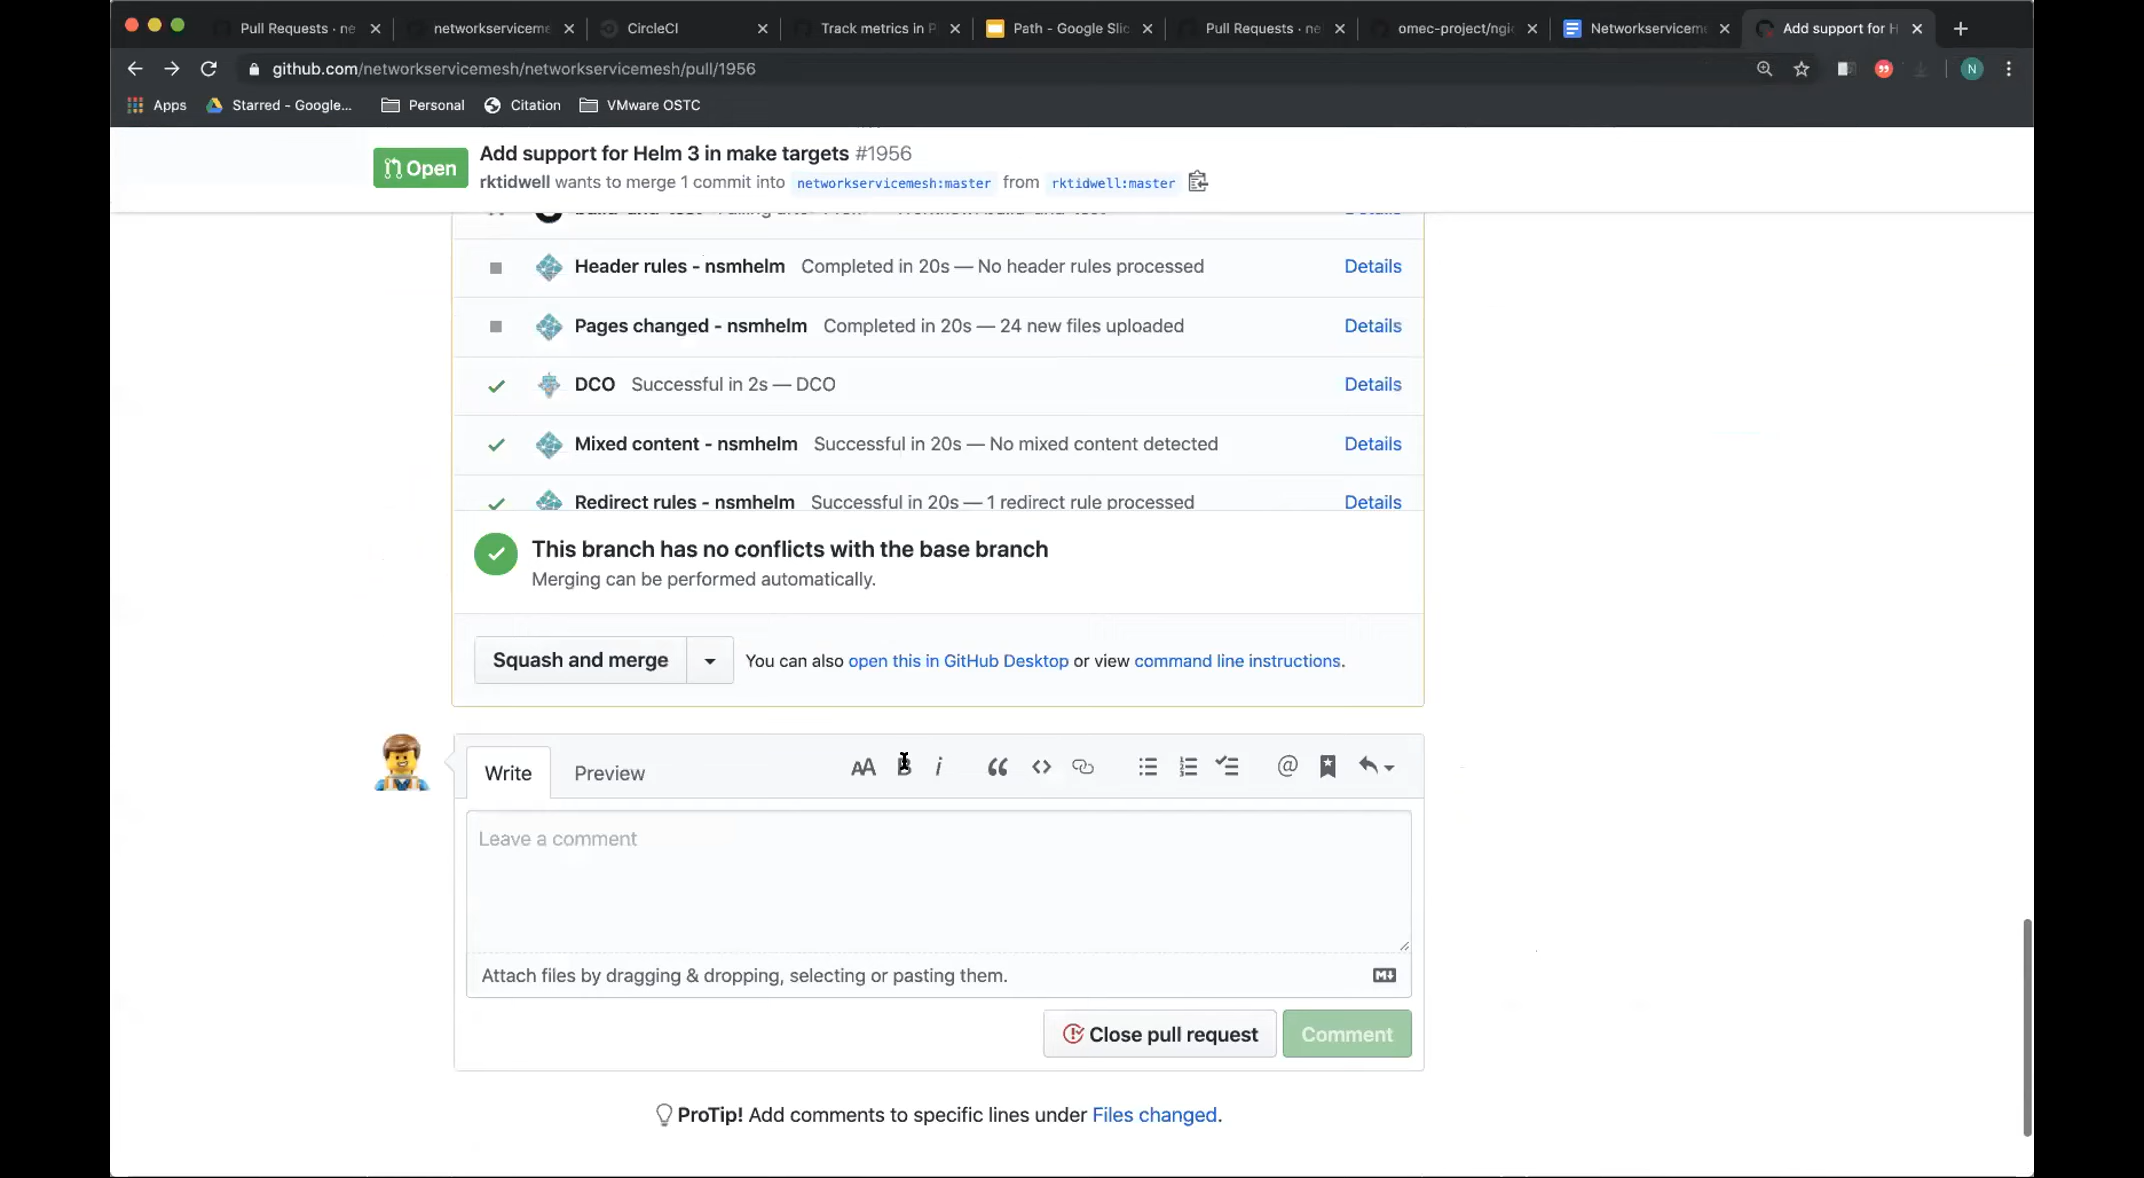 Pull Requests · ne
networkserviceme
CircleCI
Track metrics in P
Path - Google Slic
Pull Requests · ne
omec-project/ngi
Networkserviceme
Add support for H
github.com/networkservicemesh/networkservicemesh/pull/1956
N
Apps
Starred - Google...
Personal
Citation
VMware OSTC
Open
Add support for Helm 3 in make targets #1956
rktidwell wants to merge 1 commit into networkservicemesh:master from rktidwell:master
Header rules - nsmhelm Completed in 20s — No header rules processed Details
Pages changed - nsmhelm Completed in 20s — 24 new files uploaded Details
DCO Successful in 2s — DCO Details
Mixed content - nsmhelm Successful in 20s — No mixed content detected Details
Redirect rules - nsmhelm Successful in 20s — 1 redirect rule processed Details
This branch has no conflicts with the base branch
Merging can be performed automatically.
Squash and merge
You can also open this in GitHub Desktop or view command line instructions.
Write
Preview
Leave a comment
Attach files by dragging & dropping, selecting or pasting them.
Close pull request
Comment
ProTip! Add comments to specific lines under Files changed.